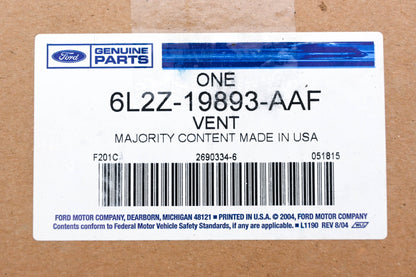 Ford GENUINE PARTS
ONE
6L2Z-19893-AAF
VENT
MAJORITY CONTENT MADE IN USA
F201C 2690334-6 051815
FORD MOTOR COMPANY, DEARBORN, MICHIGAN 48121 ■ PRINTED IN U.S.A. © 2004, FORD MOTOR COMPANY
Contents conform to Federal Motor Vehicle Safety Standards, if any are applicable. ■ L1190 REV 8/04